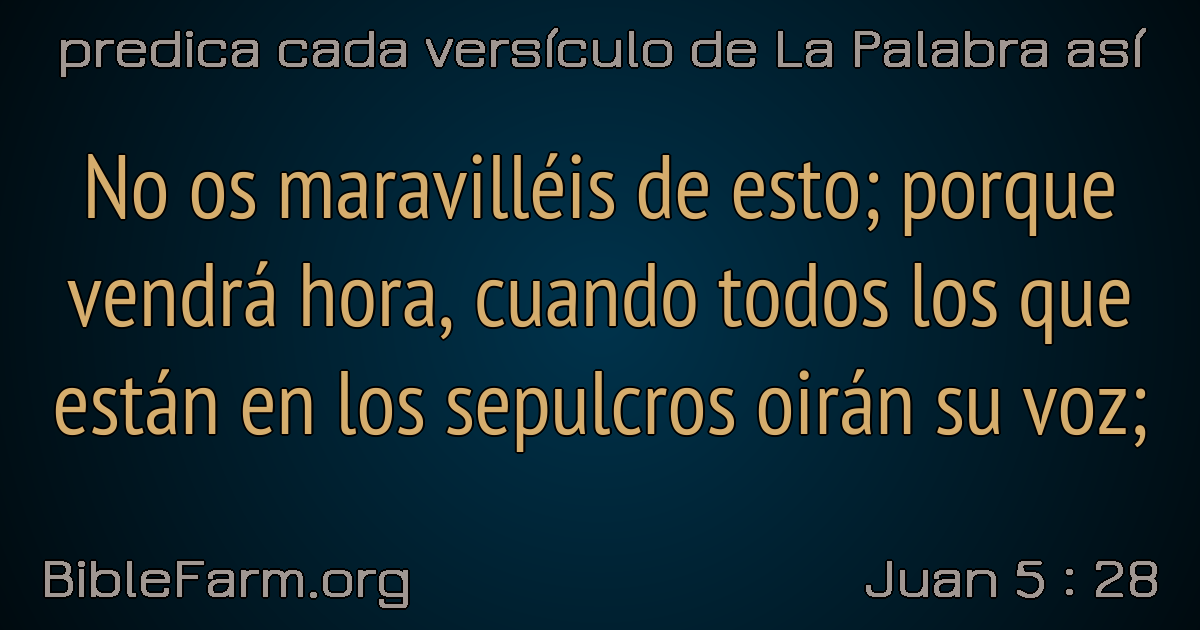 predica cada versículo de La Palabra así
No os maravilléis de esto; porque
vendrá hora, cuando todos los que
están en los sepulcros oirán su voz;
BibleFarm.org
Juan 5 : 28